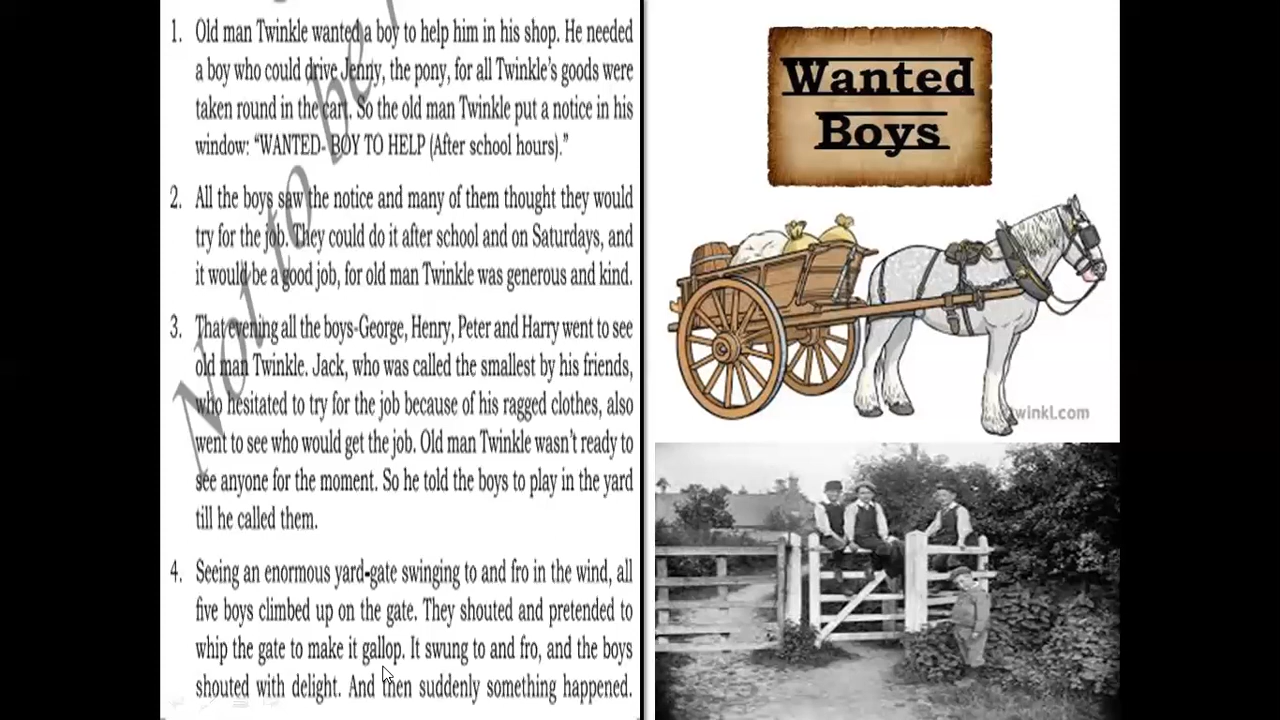 1. Old man Twinkle wanted a boy to help him in his shop. He needed
a boy who could drive Jenny, the pony, for all Twinkle's goods were
taken round in the cart. So the old man Twinkle put a notice in his
window: “WANTED- BOY TO HELP (After school hours).”
2. All the boys saw the notice and many of them thought they would
try for the job. They could do it after school and on Saturdays, and
it would be a good job, for old man Twinkle was generous and kind.
3. That evening all the boys-George, Henry, Peter and Harry went to see
old man Twinkle. Jack, who was called the smallest by his friends,
who hesitated to try for the job because of his ragged clothes, also
went to see who would get the job. Old man Twinkle wasn't ready to
see anyone for the moment. So he told the boys to play in the yard
till he called them.
4. Seeing an enormous yard-gate swinging to and fro in the wind, all
five boys climbed up on the gate. They shouted and pretended to
whip the gate to make it gallop. It swung to and fro, and the boys
shouted with delight. And then suddenly something happened.
Not to be
Wanted
Boys
twinkl.com